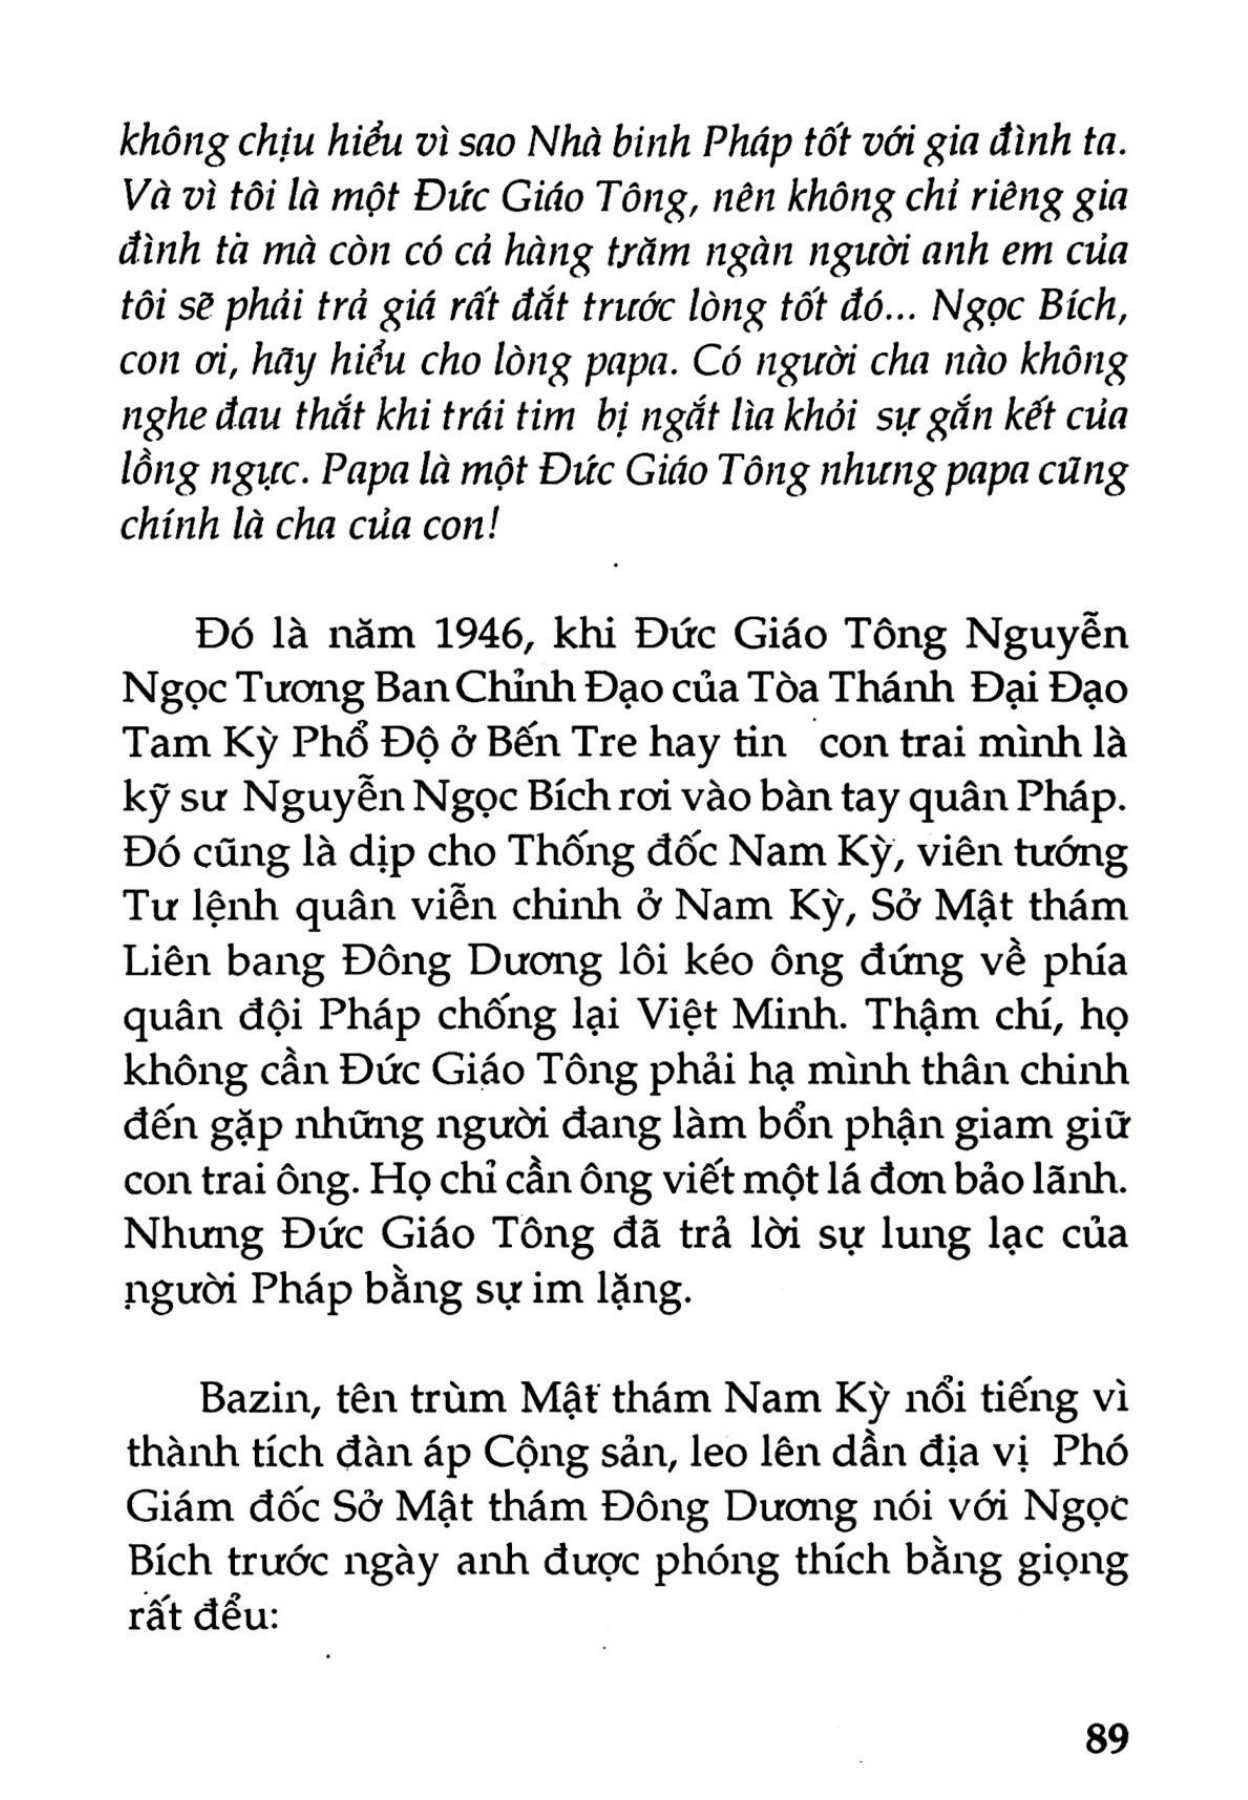 không chịu hiểu vì sao Nhà binh Pháp tốt với gia đình ta.
Và vì tôi là một Đức Giáo Tông, nên không chỉ riêng gia
đình ta mà còn có cả hàng trăm ngàn người anh em của
tôi sẽ phải trả giá rất đắt trước lòng tốt đó... Ngọc Bích,
con ơi, hãy hiểu cho lòng papa. Có người cha nào không
nghe đau thắt khi trái tim bị ngắt lìa khỏi sự gắn kết của
lồng ngực. Papa là một Đức Giáo Tông nhưng papa cũng
chính là cha của con!
Đó là năm 1946, khi Đức Giáo Tông Nguyễn
Ngọc Tương Ban Chỉnh Đạo của Tòa Thánh Đại Đạo
Tam Kỳ Phổ Độ ở Bến Tre hay tin con trai mình là
kỹ sư Nguyễn Ngọc Bích rơi vào bàn tay quân Pháp.
Đó cũng là dịp cho Thống đốc Nam Kỳ, viên tướng
Tư lệnh quân viễn chinh ở Nam Kỳ, Sở Mật thám
Liên bang Đông Dương lôi kéo ông đứng về phía
quân đội Pháp chống lại Việt Minh. Thậm chí, họ
không cần Đức Giáo Tông phải hạ mình thân chinh
đến gặp những người đang làm bổn phận giam giữ
con trai ông. Họ chỉ cần ông viết một lá đơn bảo lãnh.
Nhưng Đức Giáo Tông đã trả lời sự lung lạc của
người Pháp bằng sự im lặng.
Bazin, tên trùm Mật thám Nam Kỳ nổi tiếng vì
thành tích đàn áp Cộng sản, leo lên dần địa vị Phó
Giám đốc Sở Mật thám Đông Dương nói với Ngọc
Bích trước ngày anh được phóng thích bằng giọng
rất đểu:
89